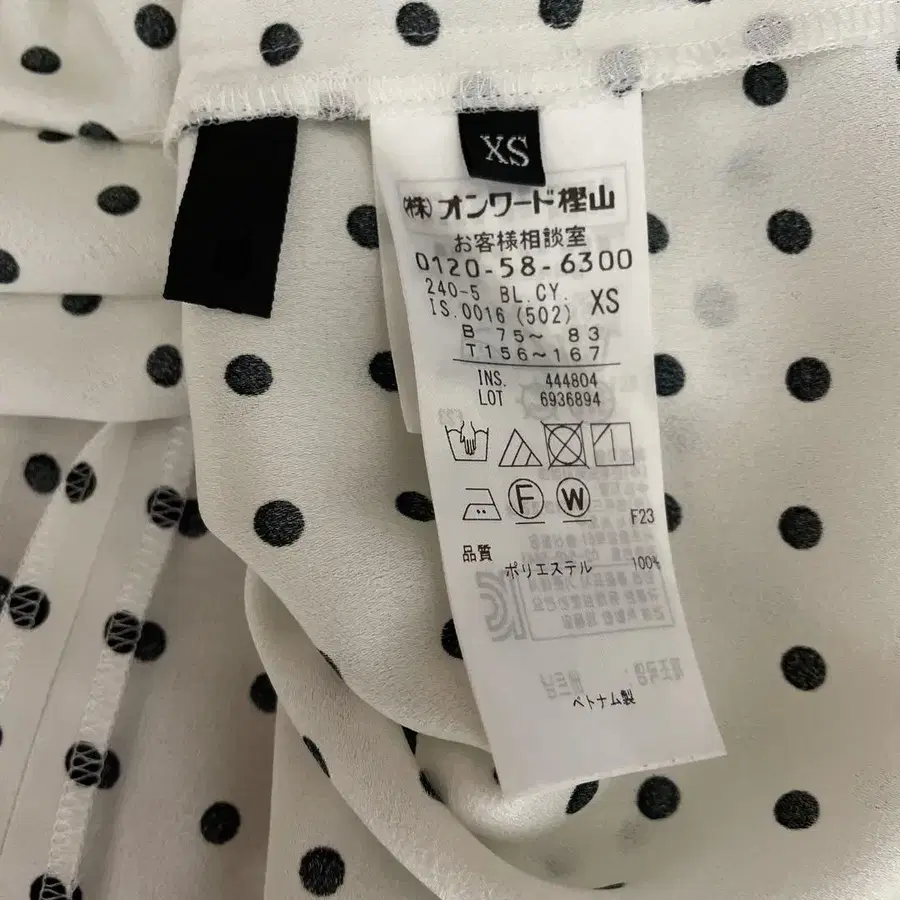 XS
(株)オンワード樫山
お客様相談室
0120-58-6300
240-5 BL.CY. XS
IS.0016 (502)
B 75~ 83
T156~167
INS. 444804
LOT 6936894
F W
F23
品質
ポリエステル 100%
ベトナム製